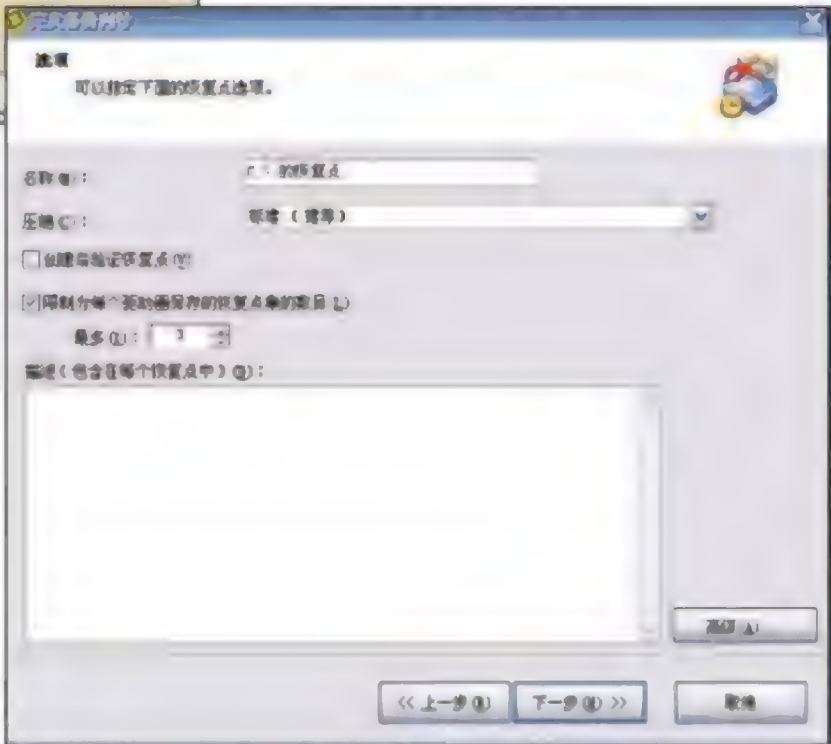 选项
可以指定下面的恢复点选项。
名称
的恢复点
压缩(C):
标准（推荐）
创建后验证恢复点(V)
限制为每个驱动器保存的恢复点集的数目(L)
最多
描述(包含在每个恢复点中)
高级
<< 上一步
下一步 >>
取消